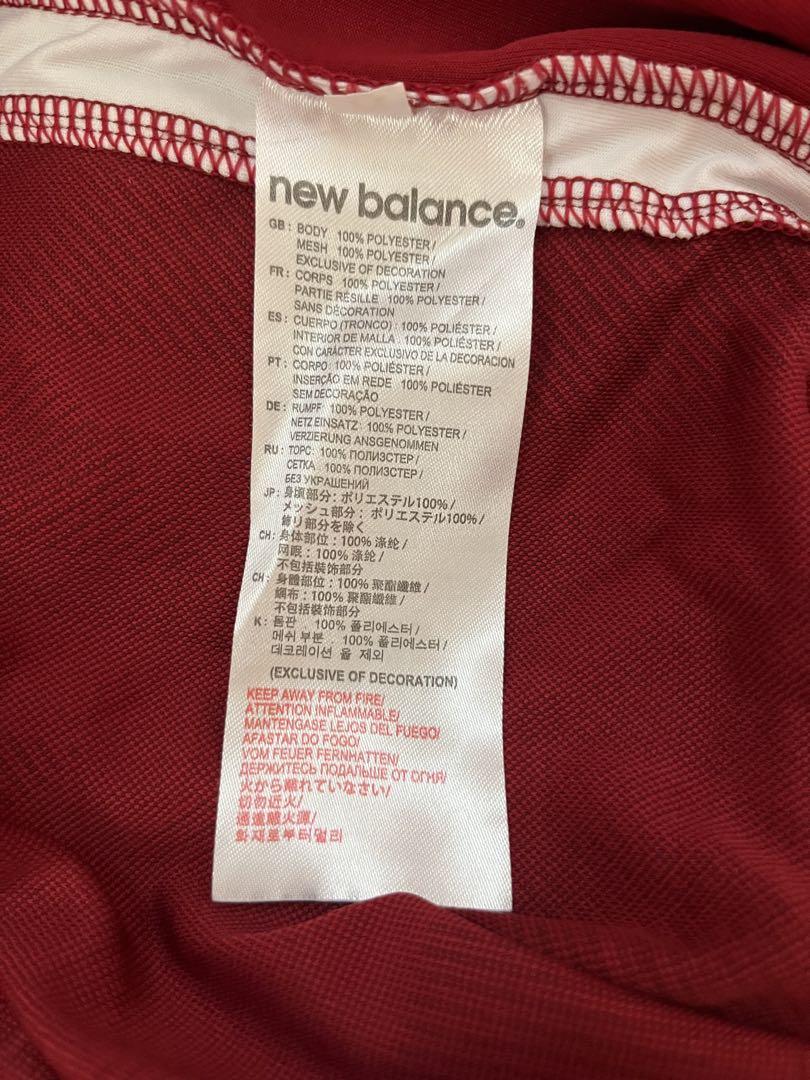 new balance®
GB: BODY 100% POLYESTER/
MESH 100% POLYESTER/
EXCLUSIVE OF DECORATION
FR: CORPS 100% POLYESTER/
PARTIE RÉSILLE 100% POLYESTER/
SANS DÉCORATION
ES: CUERPO (TRONCO): 100% POLIÉSTER/
INTERIOR DE MALLA. 100% POLIÉSTER/
CON CARÁCTER EXCLUSIVO DE LA DECORACION
PT: CORPO: 100% POLIÉSTER/
INSERÇÃO EM REDE 100% POLIÉSTER
SEM DECORAÇÃO
DE: RUMPF 100% POLYESTER/
NETZ EINSATZ: 100% POLYESTER/
VERZIERUNG ANSGENOMMEN
RU: ТОРС: 100% ПОЛИЭСТЕР/
СЕТКА. 100% ПОЛИЭСТЕР/
БЕЗ УКРАШЕНИЙ
JP: 身頃部分: ポリエステル100%/
メッシュ部分: ポリエステル100%/
飾り部分を除く
CH: 身体部位: 100% 涤纶/
网眠: 100% 涤纶/
不包括裝饰部分
CH: 身體部位: 100% 聚酯纖維/
網布: 100% 聚酯纖維/
不包括裝飾部分
K: 몸판. 100% 폴리에스터/
메쉬 부분. 100% 폴리에스터/
데코레이션 을 제외
(EXCLUSIVE OF DECORATION)
KEEP AWAY FROM FIRE/
ATTENTION INFLAMMABLE/
MANTENGASE LEJOS DEL FUEGO/
AFASTAR DO FOGO/
VOM FEUER FERNHATTEN/
ДЕРЖИТЕСЬ ПОДАЛЬШЕ ОТ ОГНЯ/
火から離れていなさい/
切勿近火/
通遠離火源/
화재로부터멀리